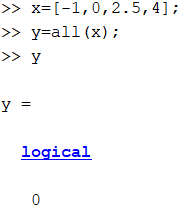 >> x=[-1,0,2.5,4];
>> y=all(x);
>> y
y =
logical
0